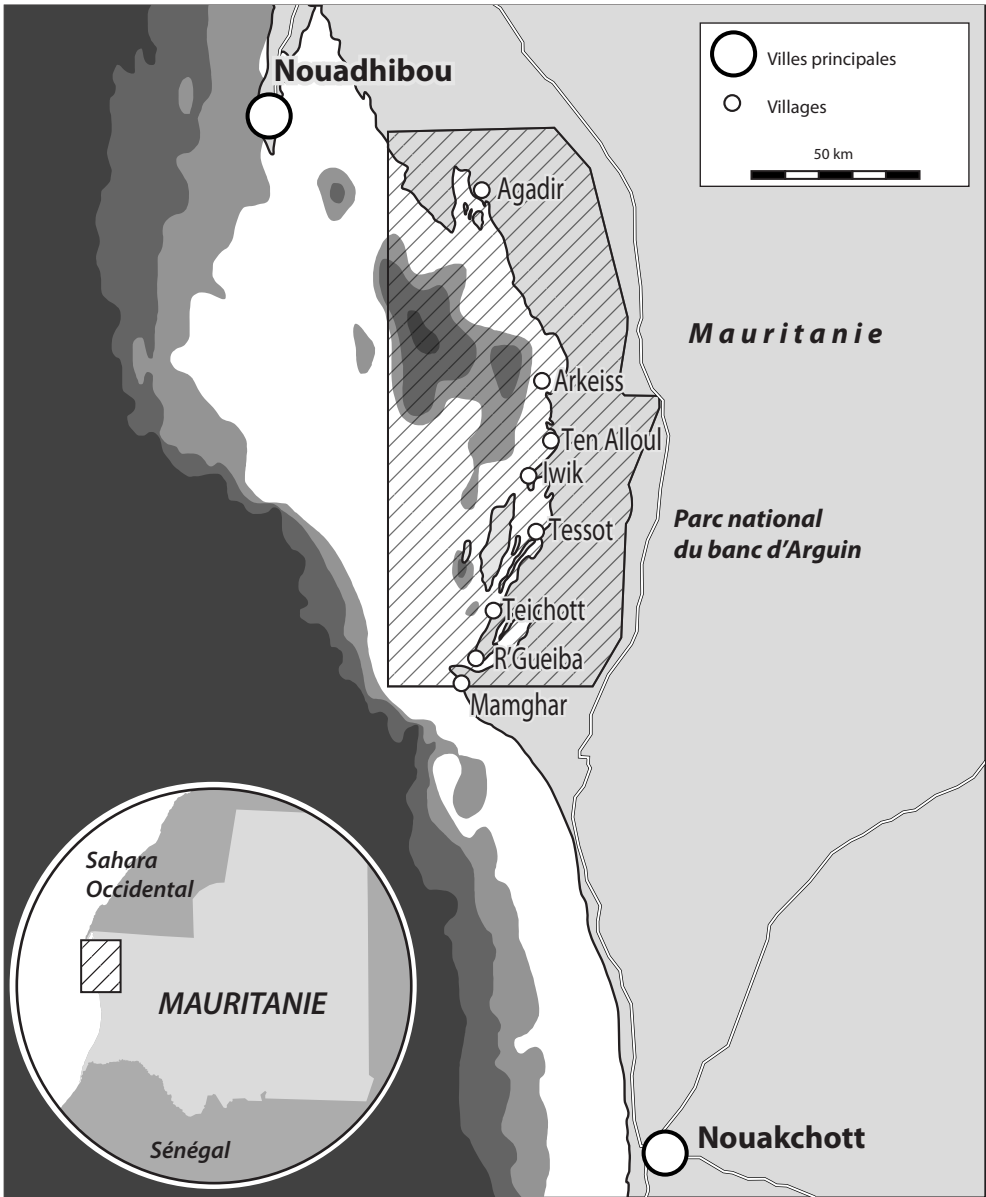 Nouadhibou
Villes principales
Villages
50 km
Agadir
Mauritanie
Arkeiss
Ten Alloul
Iwik
Parc national
du banc d'Arguin
Tessot
Teichott
R'Gueiba
Mamghar
Sahara
Occidental
MAURITANIE
Sénégal
Nouakchott